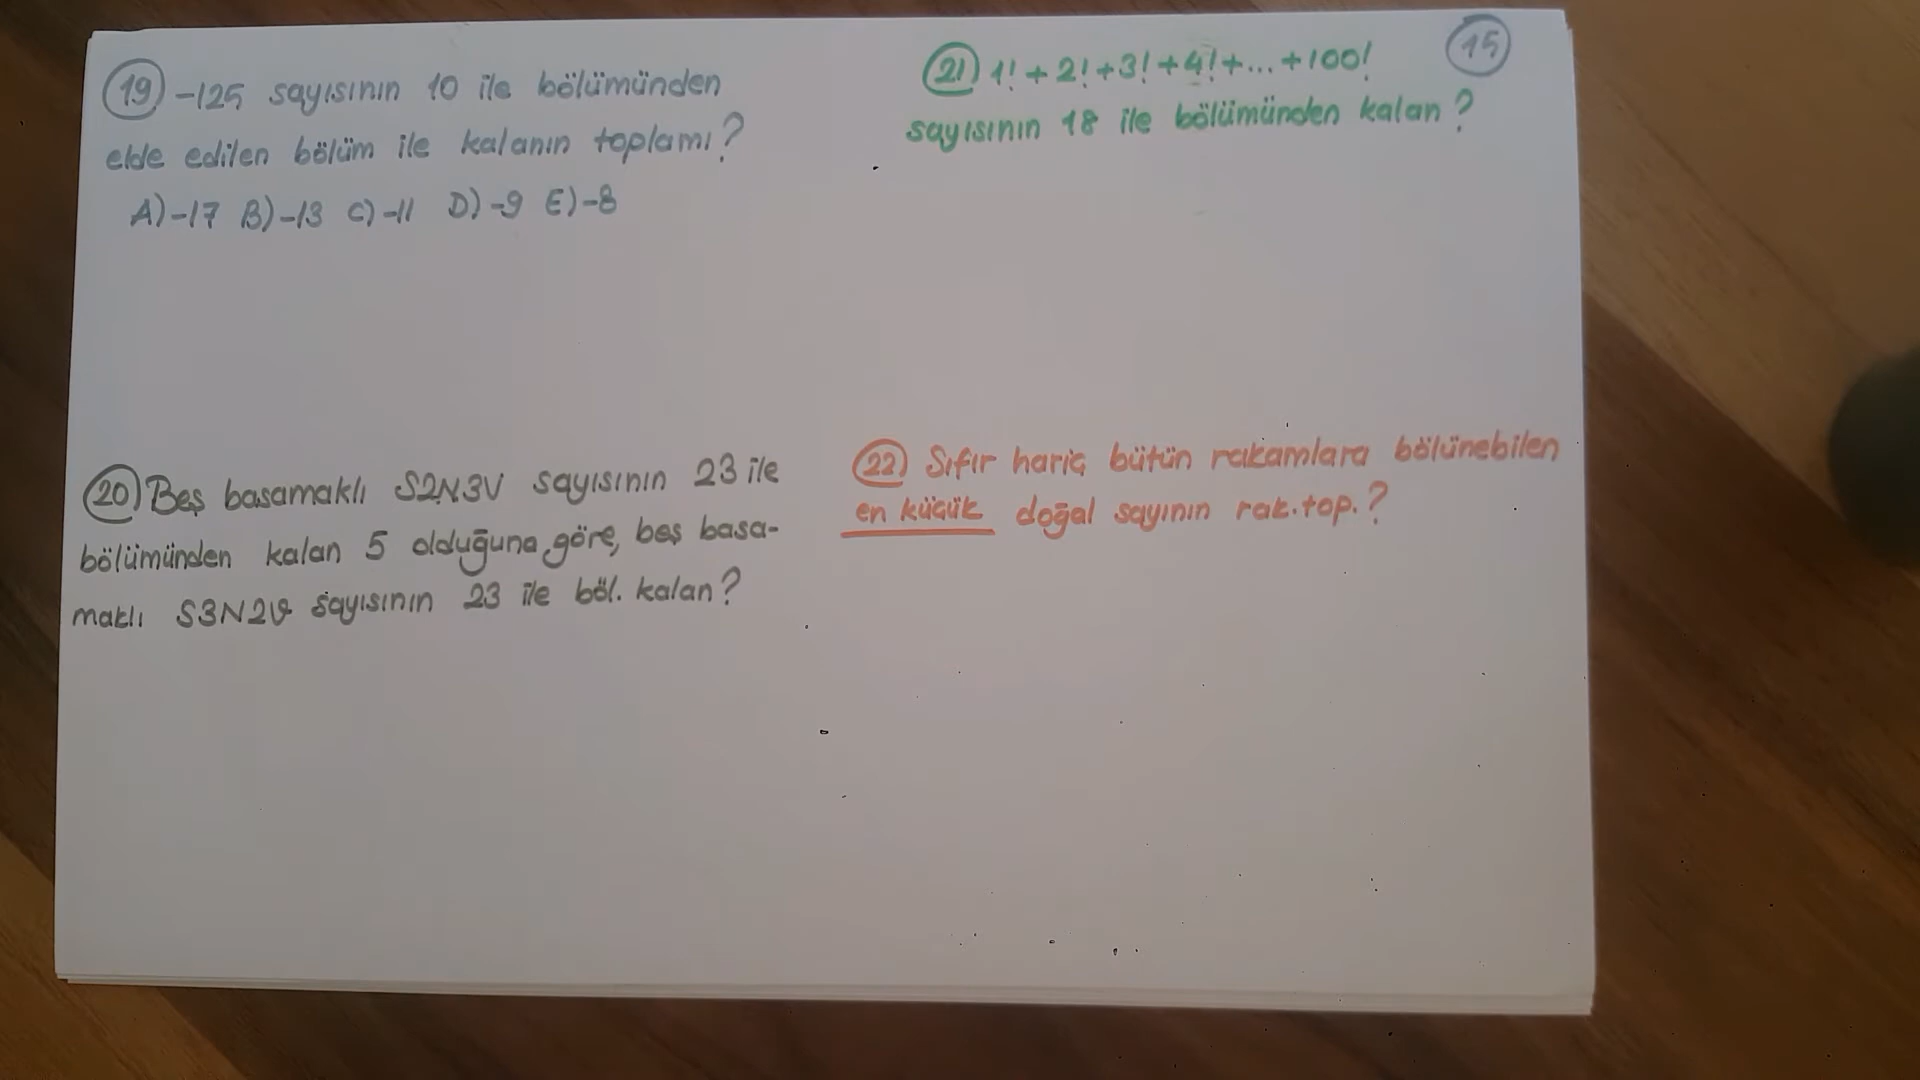 19) -125 sayısının 10 ile bölümünden
elde edilen bölüm ile kalanın toplamı?
A) -17 B) -13 C) -11 D) -9 E) -8
20) Beş basamaklı S2N3V sayısının 23 ile
bölümünden kalan 5 olduğuna göre, beş basa-
maklı S3N2V sayısının 23 ile böl. kalan?
15
21) 1! + 2! + 3! + 4! + ... + 100!
sayısının 18 ile bölümünden kalan?
22) Sıfır hariç bütün rakamlara bölünebilen
en küçük doğal sayının rak. top.?